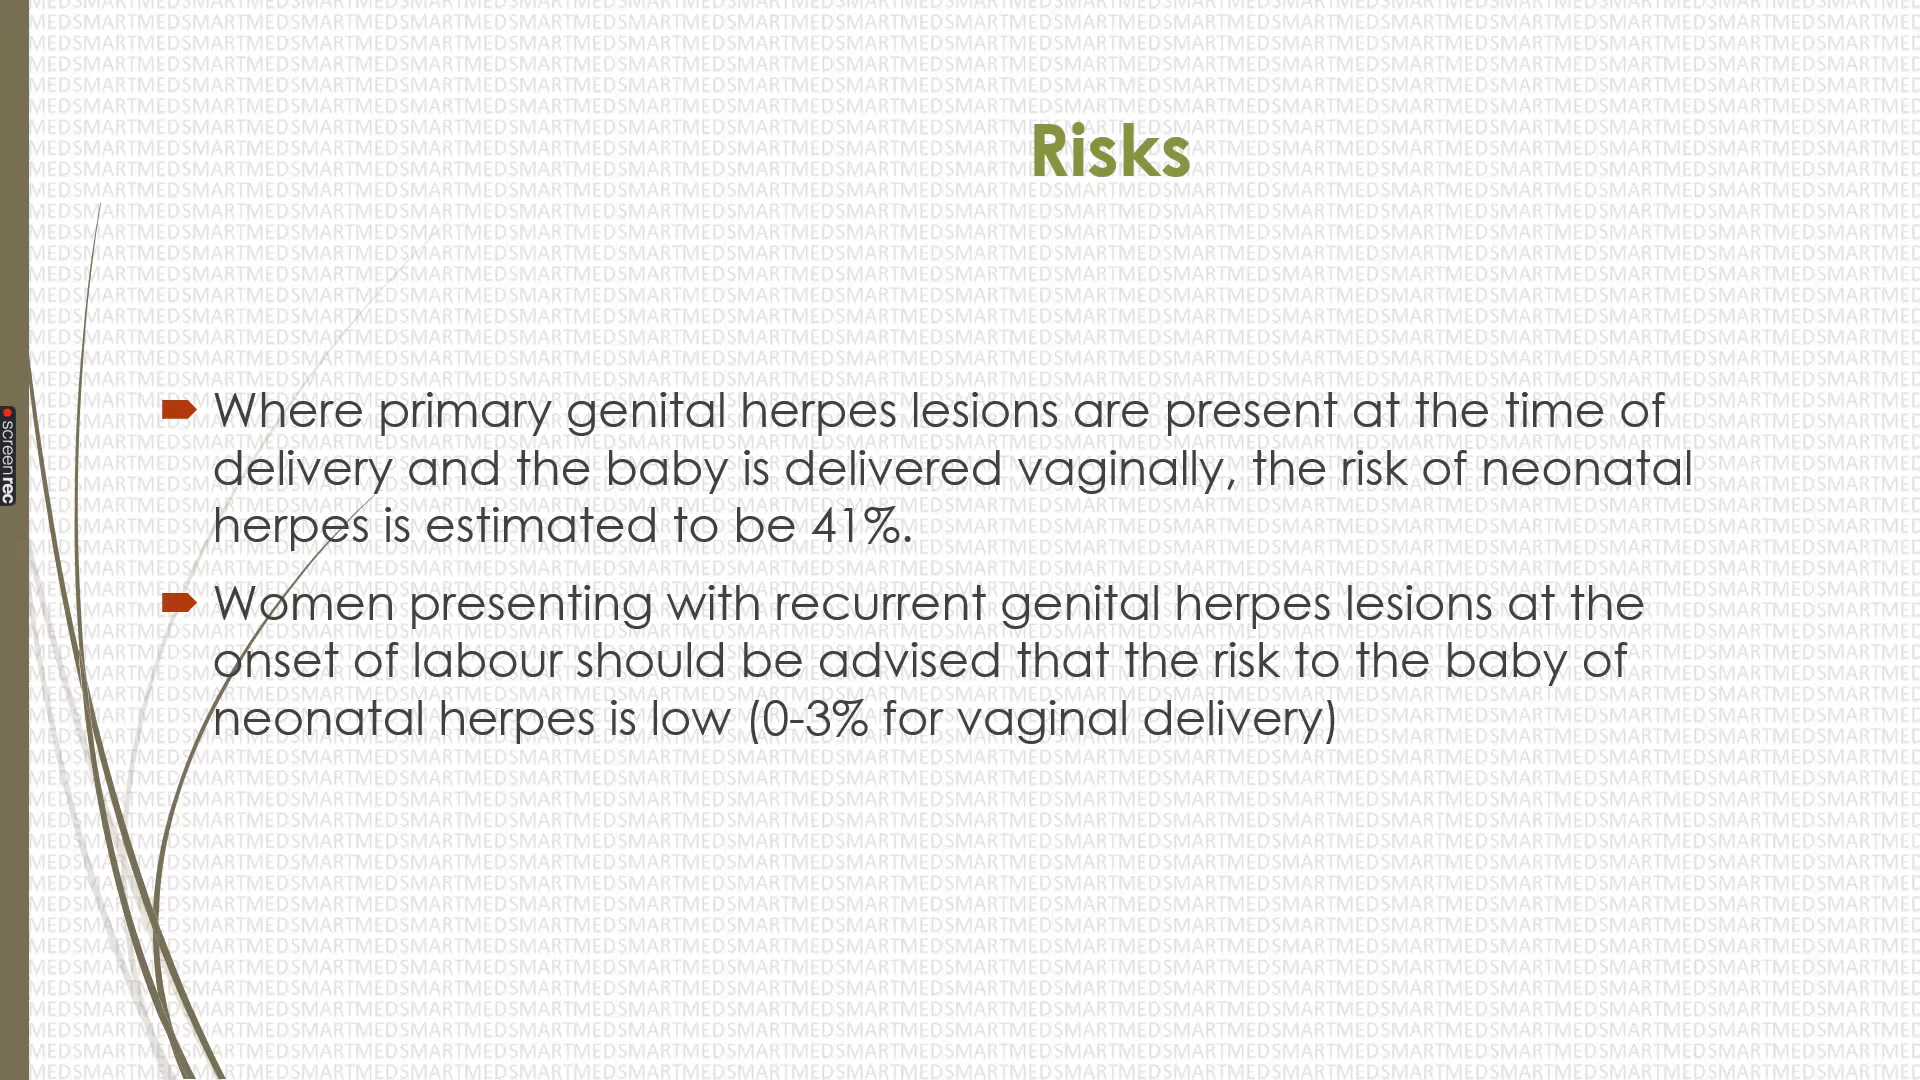 Risks
Where primary genital herpes lesions are present at the time of
delivery and the baby is delivered vaginally, the risk of neonatal
herpes is estimated to be 41%.
Women presenting with recurrent genital herpes lesions at the
onset of labour should be advised that the risk to the baby of
neonatal herpes is low (0-3% for vaginal delivery)
screenrec